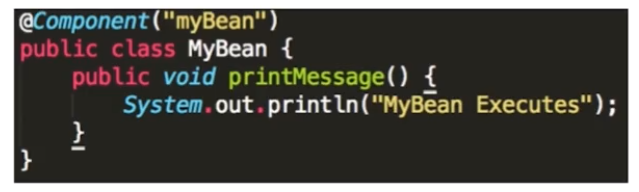 @Component("myBean")
public class MyBean {
    public void printMessage() {
        System.out.println("MyBean Executes");
    }
}